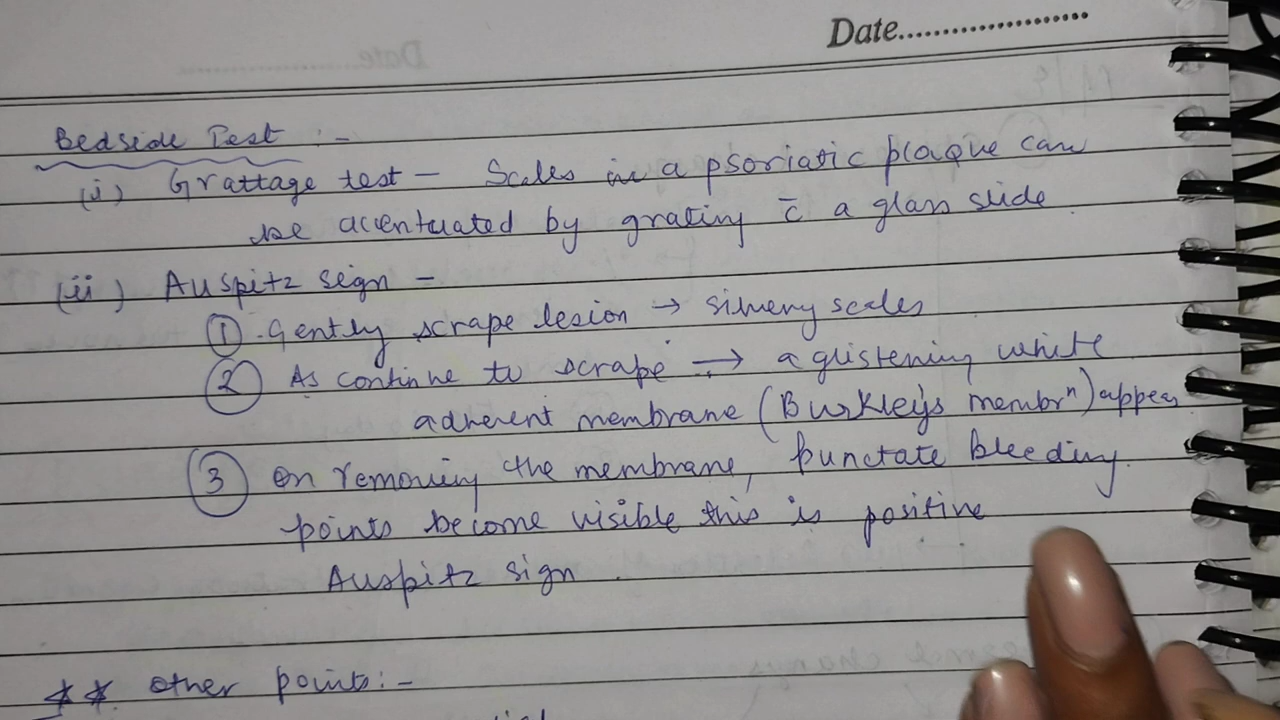 Date.....................
Bedside Test :-
(i) Grattage test - Scales in a psoriatic plaque can
be accentuated by grating c̄ a glass slide
(ii) Auspitz sign -
① Gently scrape lesion → silvery scales
② As continue to scrape → a glistening white
adherent membrane (Burkley's membrⁿ) appear
③ on removing the membrane, punctate bleeding
points become visible this is positive
Auspitz sign .
** other points:-